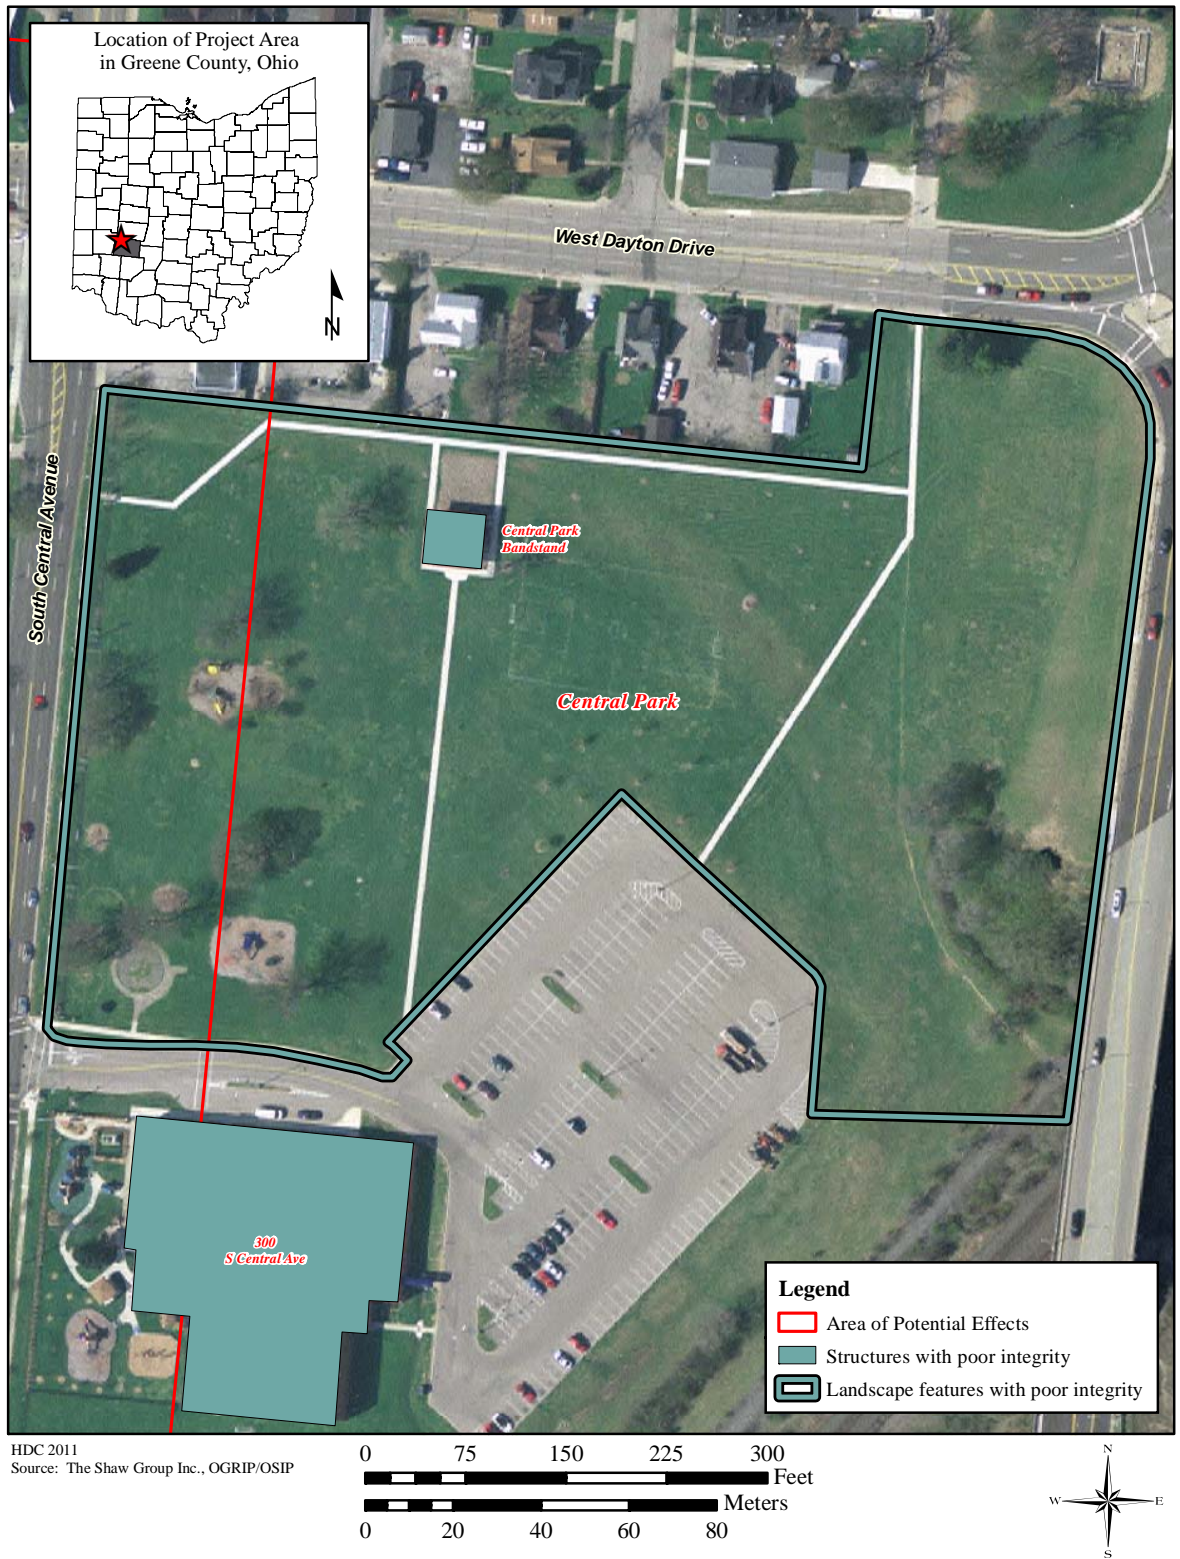 Location of Project Area
in Greene County, Ohio
N
West Dayton Drive
South Central Avenue
Central Park
Bandstand
Central Park
300
S Central Ave
Legend
Area of Potential Effects
Structures with poor integrity
Landscape features with poor integrity
HDC 2011
Source: The Shaw Group Inc., OGRIP/OSIP
0 75 150 225 300
Feet
Meters
0 20 40 60 80
N
W E
S